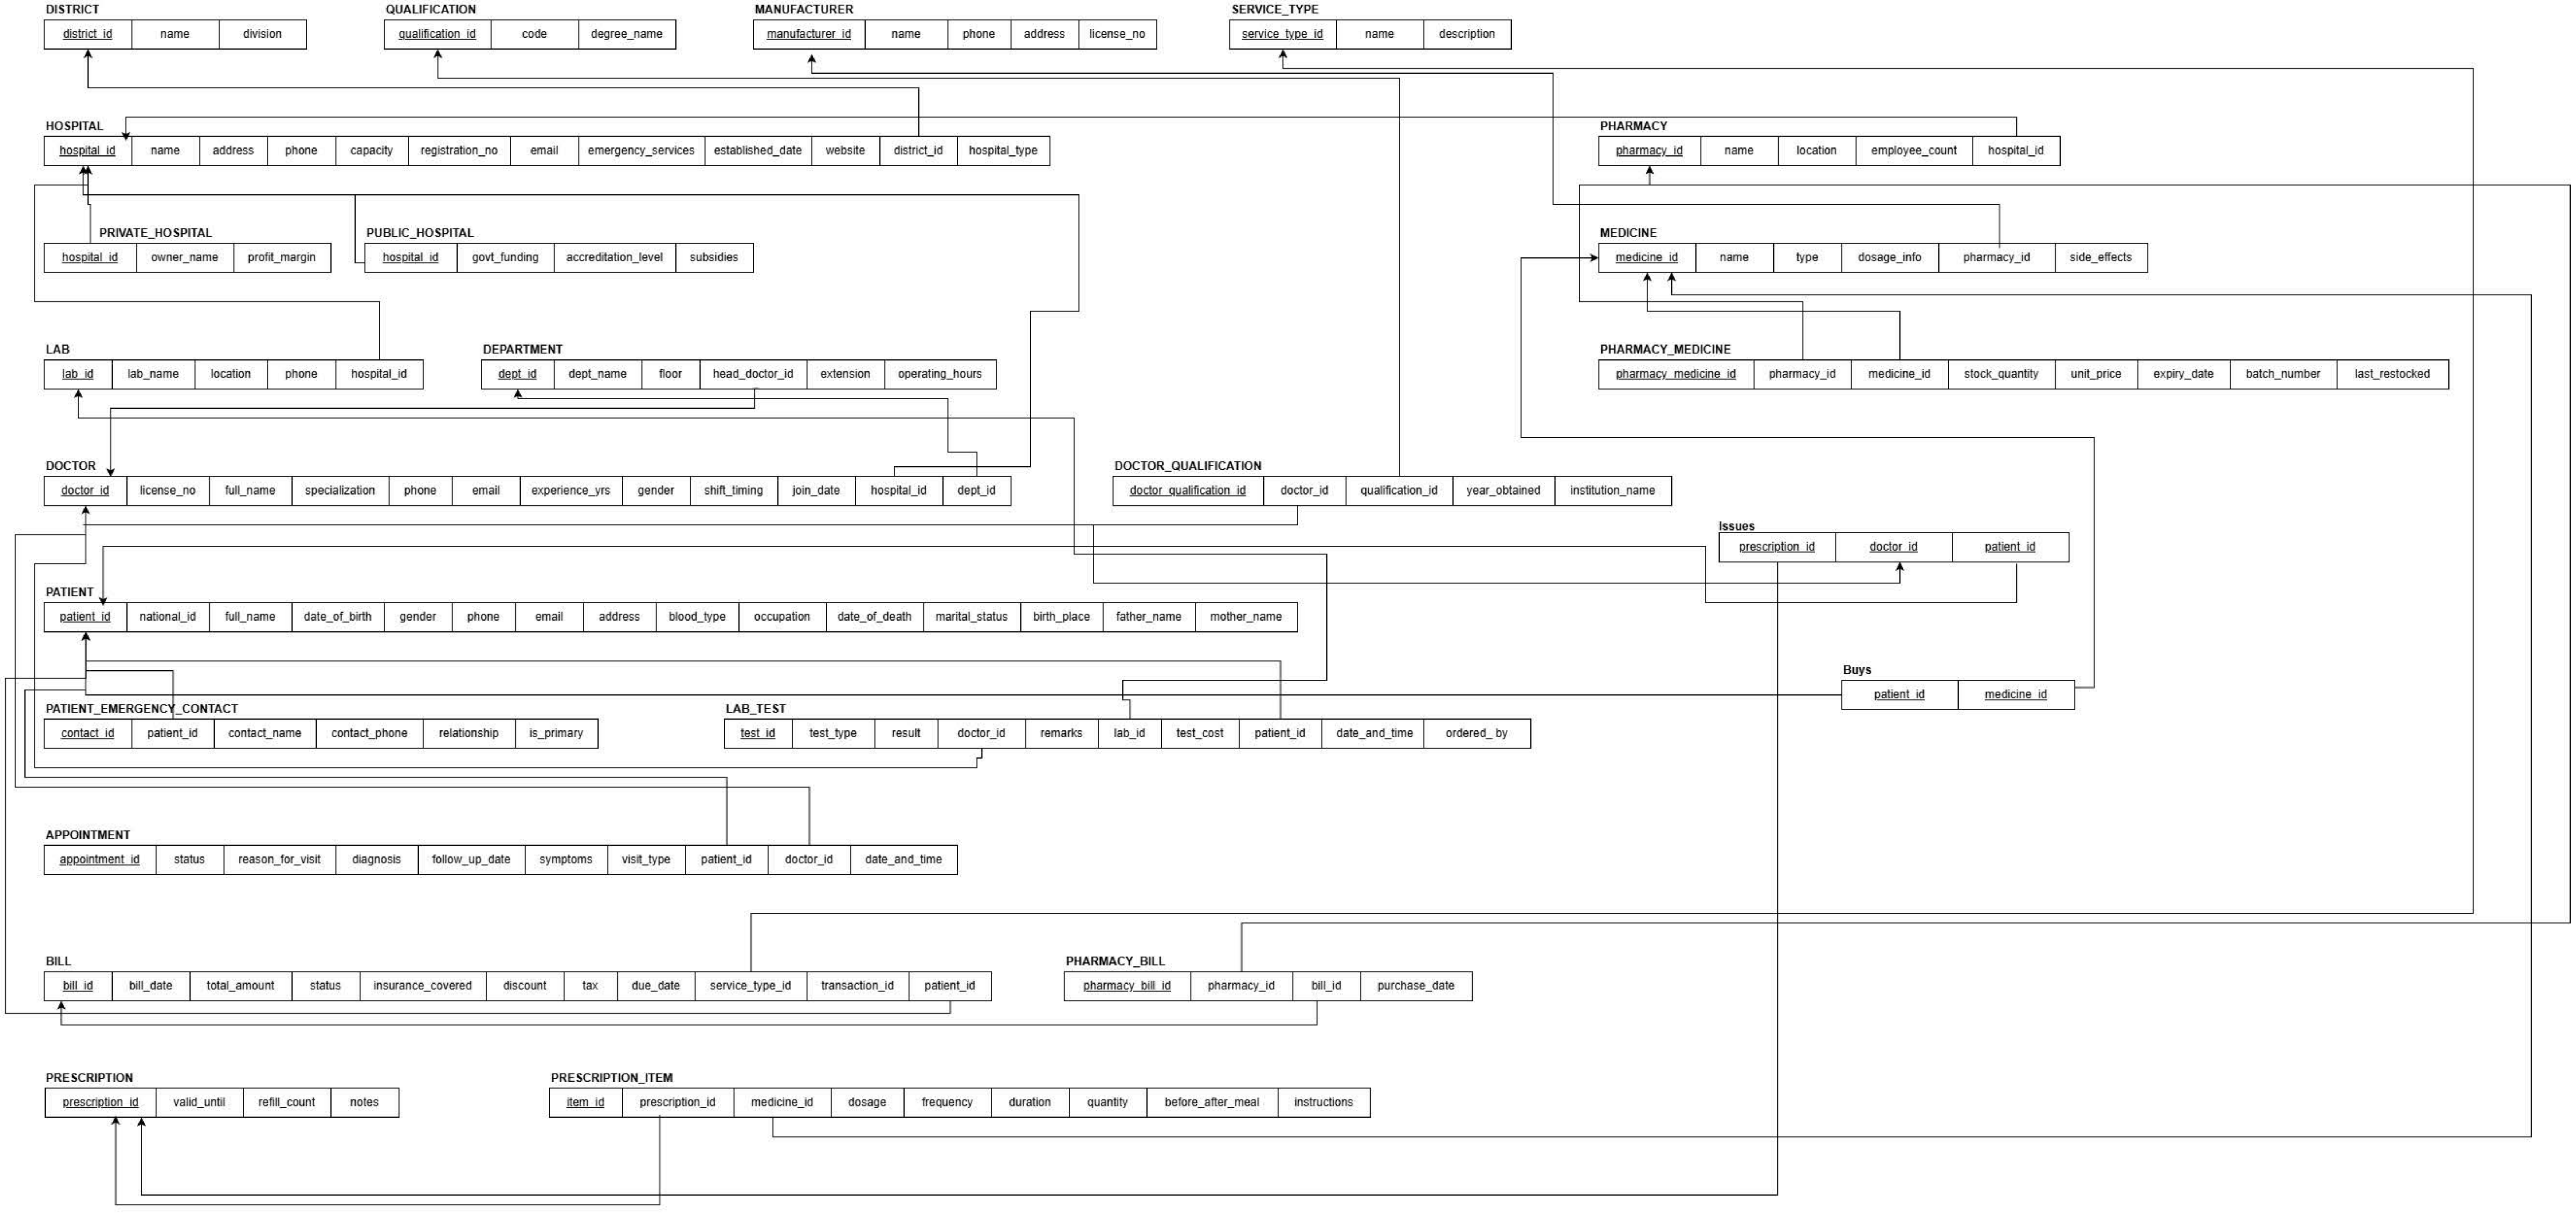 DISTRICT
district_id name division
QUALIFICATION
qualification_id code degree_name
MANUFACTURER
manufacturer_id name phone address license_no
SERVICE_TYPE
service_type_id name description
HOSPITAL
hospital_id name address phone capacity registration_no email emergency_services established_date website district_id hospital_type
PHARMACY
pharmacy_id name location employee_count hospital_id
PRIVATE_HOSPITAL
hospital_id owner_name profit_margin
PUBLIC_HOSPITAL
hospital_id govt_funding accreditation_level subsidies
MEDICINE
medicine_id name type dosage_info pharmacy_id side_effects
LAB
lab_id lab_name location phone hospital_id
DEPARTMENT
dept_id dept_name floor head_doctor_id extension operating_hours
PHARMACY_MEDICINE
pharmacy_medicine_id pharmacy_id medicine_id stock_quantity unit_price expiry_date batch_number last_restocked
DOCTOR
doctor_id license_no full_name specialization phone email experience_yrs gender shift_timing join_date hospital_id dept_id
DOCTOR_QUALIFICATION
doctor_qualification_id doctor_id qualification_id year_obtained institution_name
Issues
prescription_id doctor_id patient_id
PATIENT
patient_id national_id full_name date_of_birth gender phone email address blood_type occupation date_of_death marital_status birth_place father_name mother_name
Buys
patient_id medicine_id
PATIENT_EMERGENCY_CONTACT
contact_id patient_id contact_name contact_phone relationship is_primary
LAB_TEST
test_id test_type result doctor_id remarks lab_id test_cost patient_id date_and_time ordered_ by
APPOINTMENT
appointment_id status reason_for_visit diagnosis follow_up_date symptoms visit_type patient_id doctor_id date_and_time
BILL
bill_id bill_date total_amount status insurance_covered discount tax due_date service_type_id transaction_id patient_id
PHARMACY_BILL
pharmacy_bill_id pharmacy_id bill_id purchase_date
PRESCRIPTION
prescription_id valid_until refill_count notes
PRESCRIPTION_ITEM
item_id prescription_id medicine_id dosage frequency duration quantity before_after_meal instructions